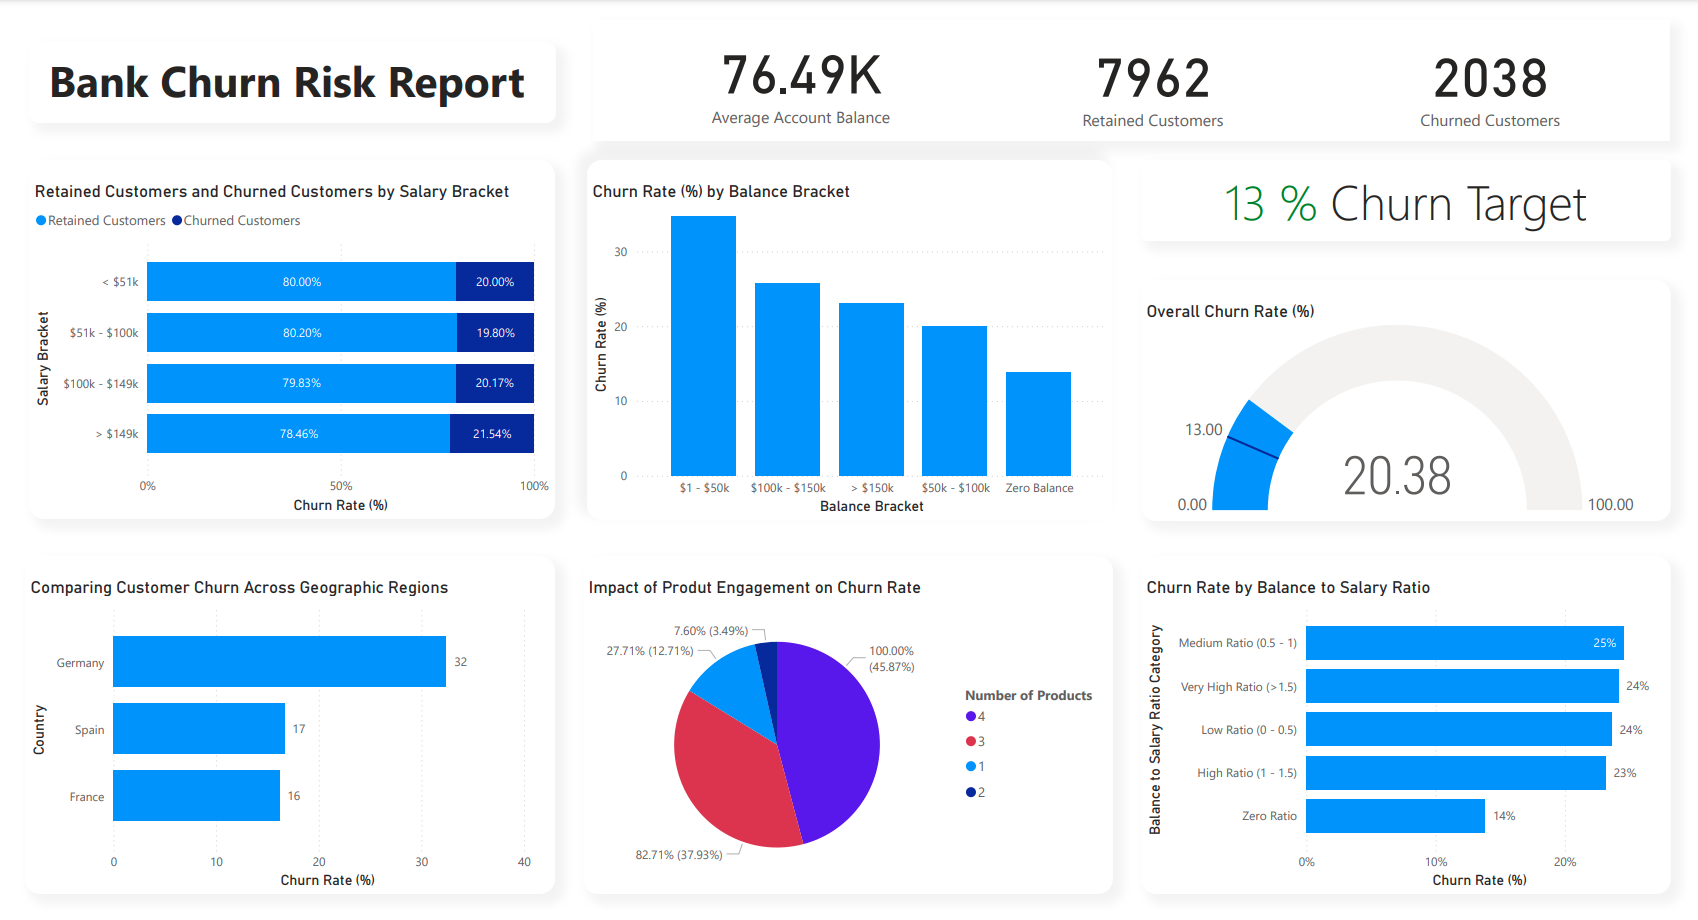 Bank Churn Risk Report
76.49K
Average Account Balance
7962
Retained Customers
2038
Churned Customers
Retained Customers and Churned Customers by Salary Bracket
Retained Customers Churned Customers
Salary Bracket
< $51k 80.00% 20.00%
$51k - $100k 80.20% 19.80%
$100k - $149k 79.83% 20.17%
> $149k 78.46% 21.54%
0% 50% 100%
Churn Rate (%)
Churn Rate (%) by Balance Bracket
Churn Rate (%)
30
20
10
0
$1 - $50k $100k - $150k > $150k $50k - $100k Zero Balance
Balance Bracket
13 % Churn Target
Overall Churn Rate (%)
13.00
20.38
0.00 100.00
Comparing Customer Churn Across Geographic Regions
Country
Germany 32
Spain 17
France 16
0 10 20 30 40
Churn Rate (%)
Impact of Produt Engagement on Churn Rate
7.60% (3.49%)
27.71% (12.71%)
100.00%
(45.87%)
82.71% (37.93%)
Number of Products
4
3
1
2
Churn Rate by Balance to Salary Ratio
Balance to Salary Ratio Category
Medium Ratio (0.5 - 1) 25%
Very High Ratio (>1.5) 24%
Low Ratio (0 - 0.5) 24%
High Ratio (1 - 1.5) 23%
Zero Ratio 14%
0% 10% 20%
Churn Rate (%)